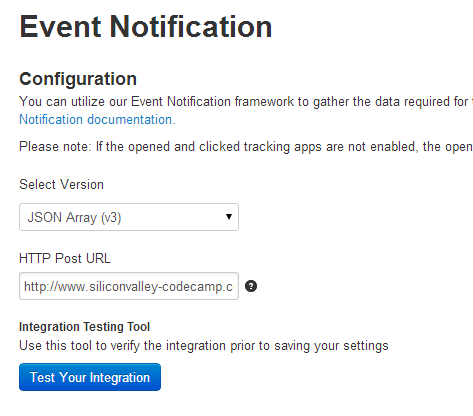 Event Notification
Configuration
You can utilize our Event Notification framework to gather the data required for
Notification documentation.
Please note: If the opened and clicked tracking apps are not enabled, the open
Select Version
JSON Array (v3)
HTTP Post URL
http://www.siliconvalley-codecamp.c
Integration Testing Tool
Use this tool to verify the integration prior to saving your settings
Test Your Integration